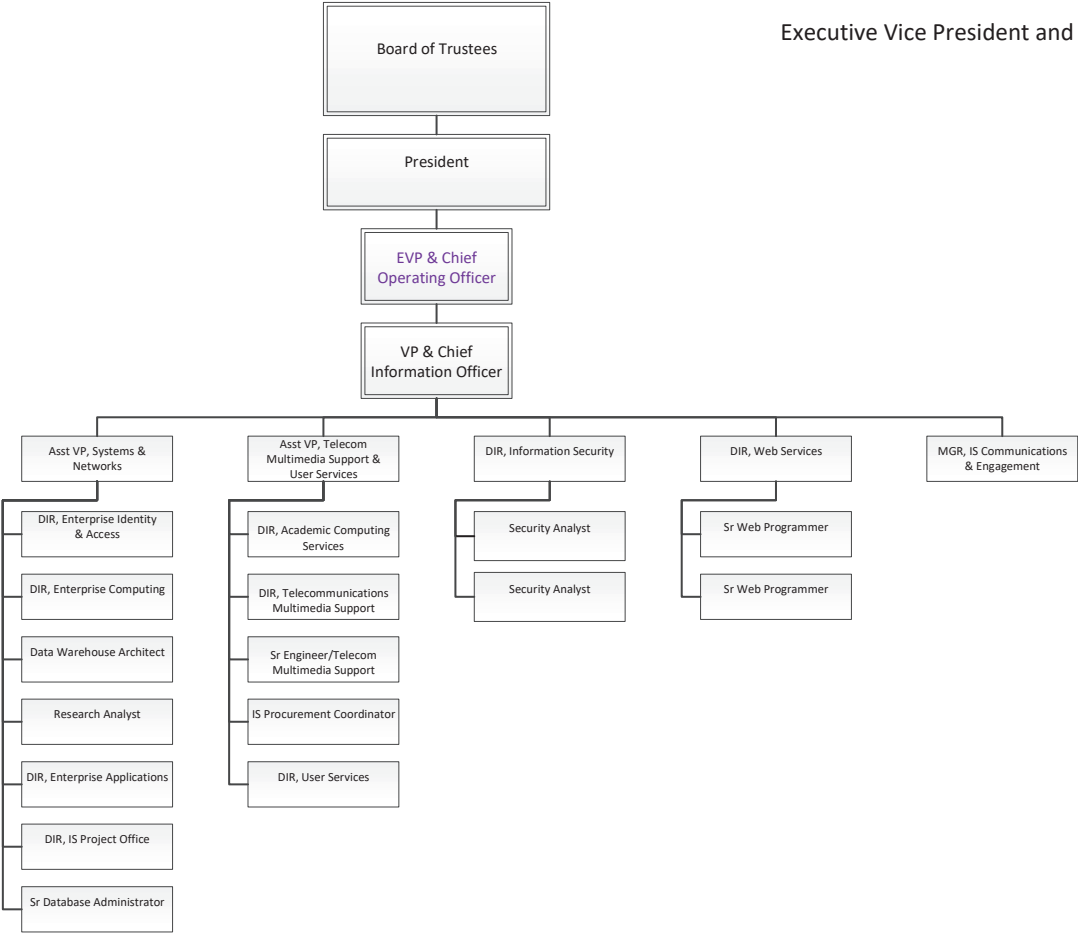 Executive Vice President and
Board of Trustees
President
EVP & Chief
Operating Officer
VP & Chief
Information Officer
Asst VP, Systems &
Networks
Asst VP, Telecom
Multimedia Support &
User Services
DIR, Information Security
DIR, Web Services
MGR, IS Communications
& Engagement
DIR, Enterprise Identity
& Access
DIR, Enterprise Computing
Data Warehouse Architect
Research Analyst
DIR, Enterprise Applications
DIR, IS Project Office
Sr Database Administrator
DIR, Academic Computing
Services
DIR, Telecommunications
Multimedia Support
Sr Engineer/Telecom
Multimedia Support
IS Procurement Coordinator
DIR, User Services
Security Analyst
Security Analyst
Sr Web Programmer
Sr Web Programmer